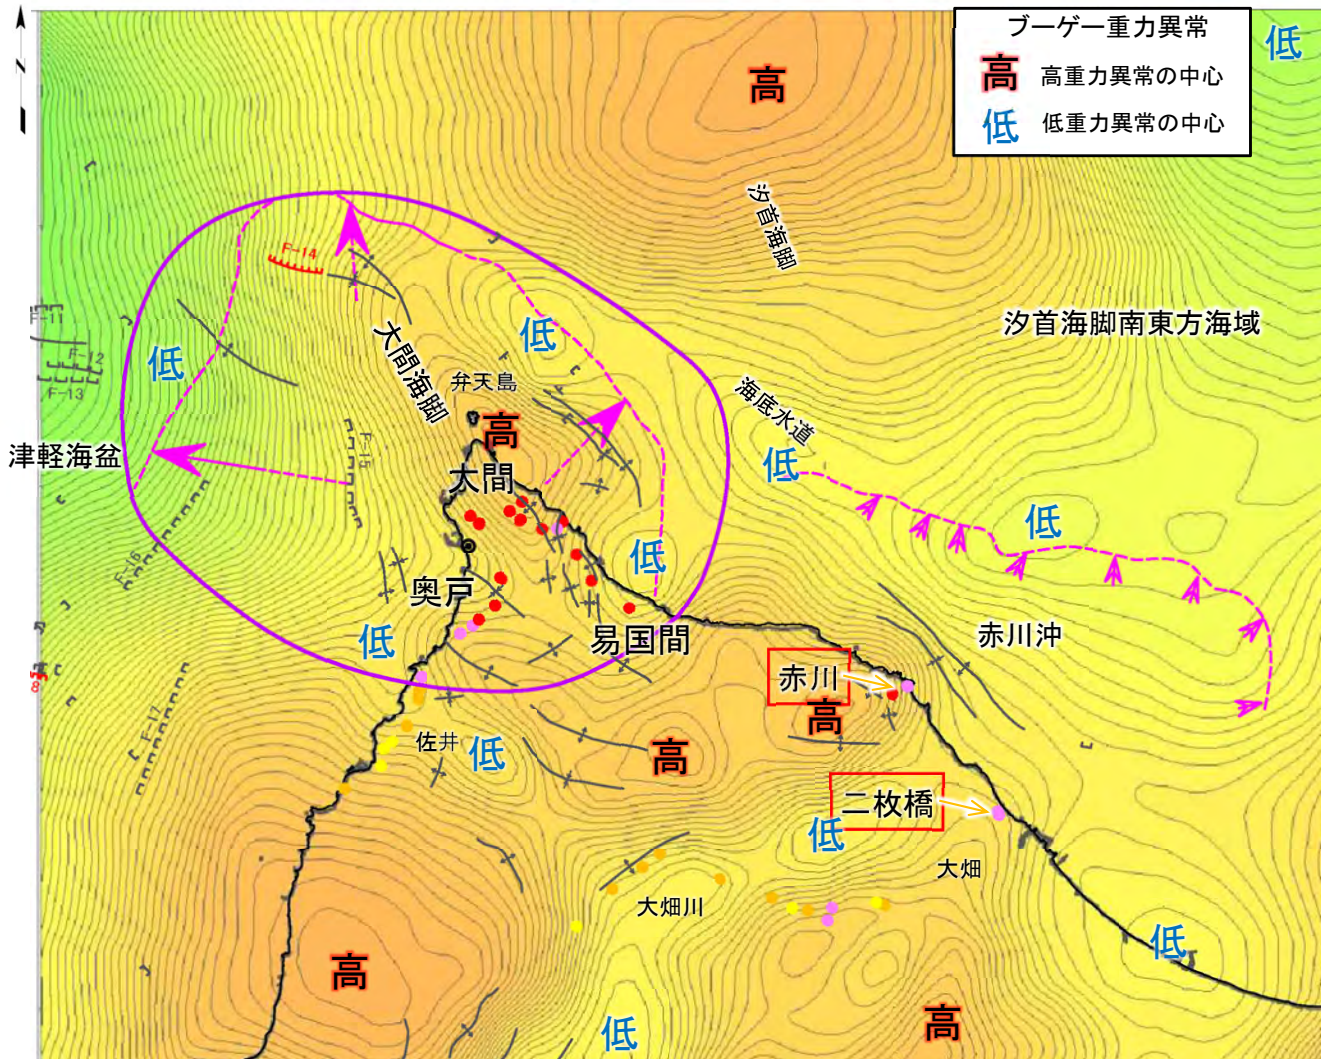 N
ブーゲー重力異常
高 高重力異常の中心
低 低重力異常の中心
低
高
汐首海脚
F-14
低
汐首海脚南東方海域
F-11
F-12
F-13
低
大間海脚
弁天島
高
海底水道
低
津軽海盆
F-15
大間
低
F-16
奥戸
低
低
易国間
赤川沖
赤川
高
F-17
佐井
低
高
二枚橋
低
大畑
大畑川
低
高
低
高